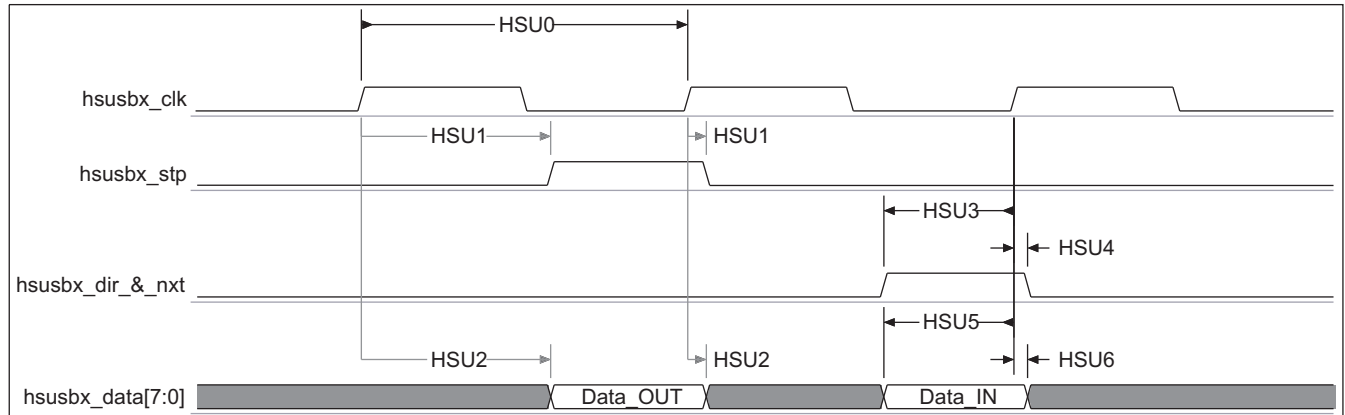 HSU0
hsusbx_clk
HSU1 HSU1
hsusbx_stp
HSU3
HSU4
hsusbx_dir_&_nxt
HSU5
HSU2 HSU2 HSU6
hsusbx_data[7:0] Data_OUT Data_IN